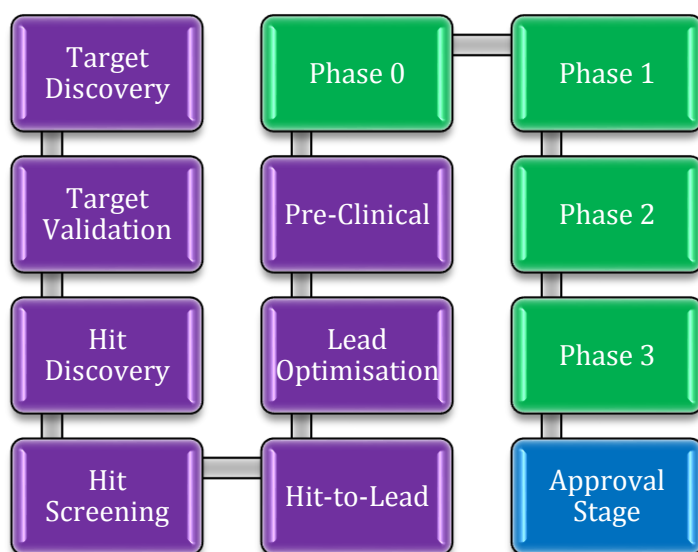 Target
Discovery
Target
Validation
Hit
Discovery
Hit
Screening
Hit-to-Lead
Lead
Optimisation
Pre-Clinical
Phase 0
Phase 1
Phase 2
Phase 3
Approval
Stage